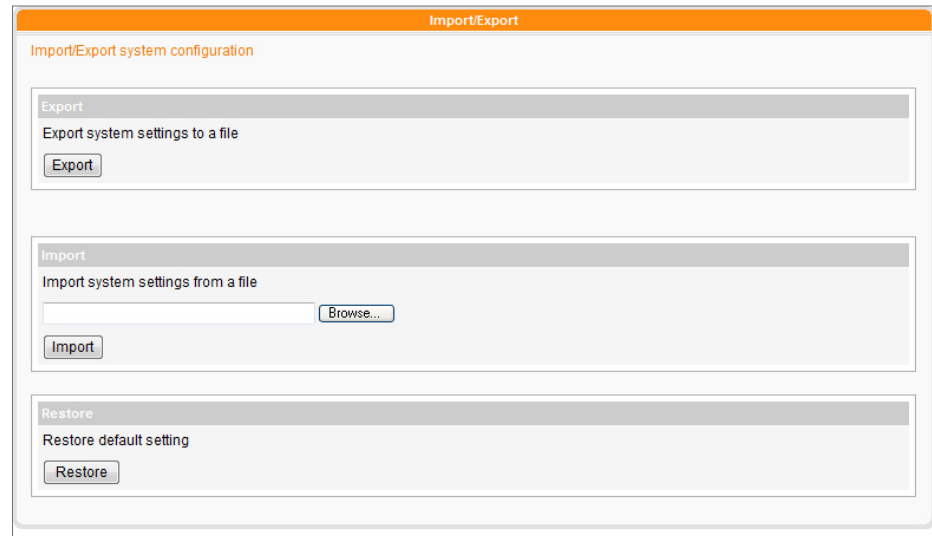 Import/Export
Import/Export system configuration
Export
Export system settings to a file
Export
Import
Import system settings from a file
Browse...
Import
Restore
Restore default setting
Restore